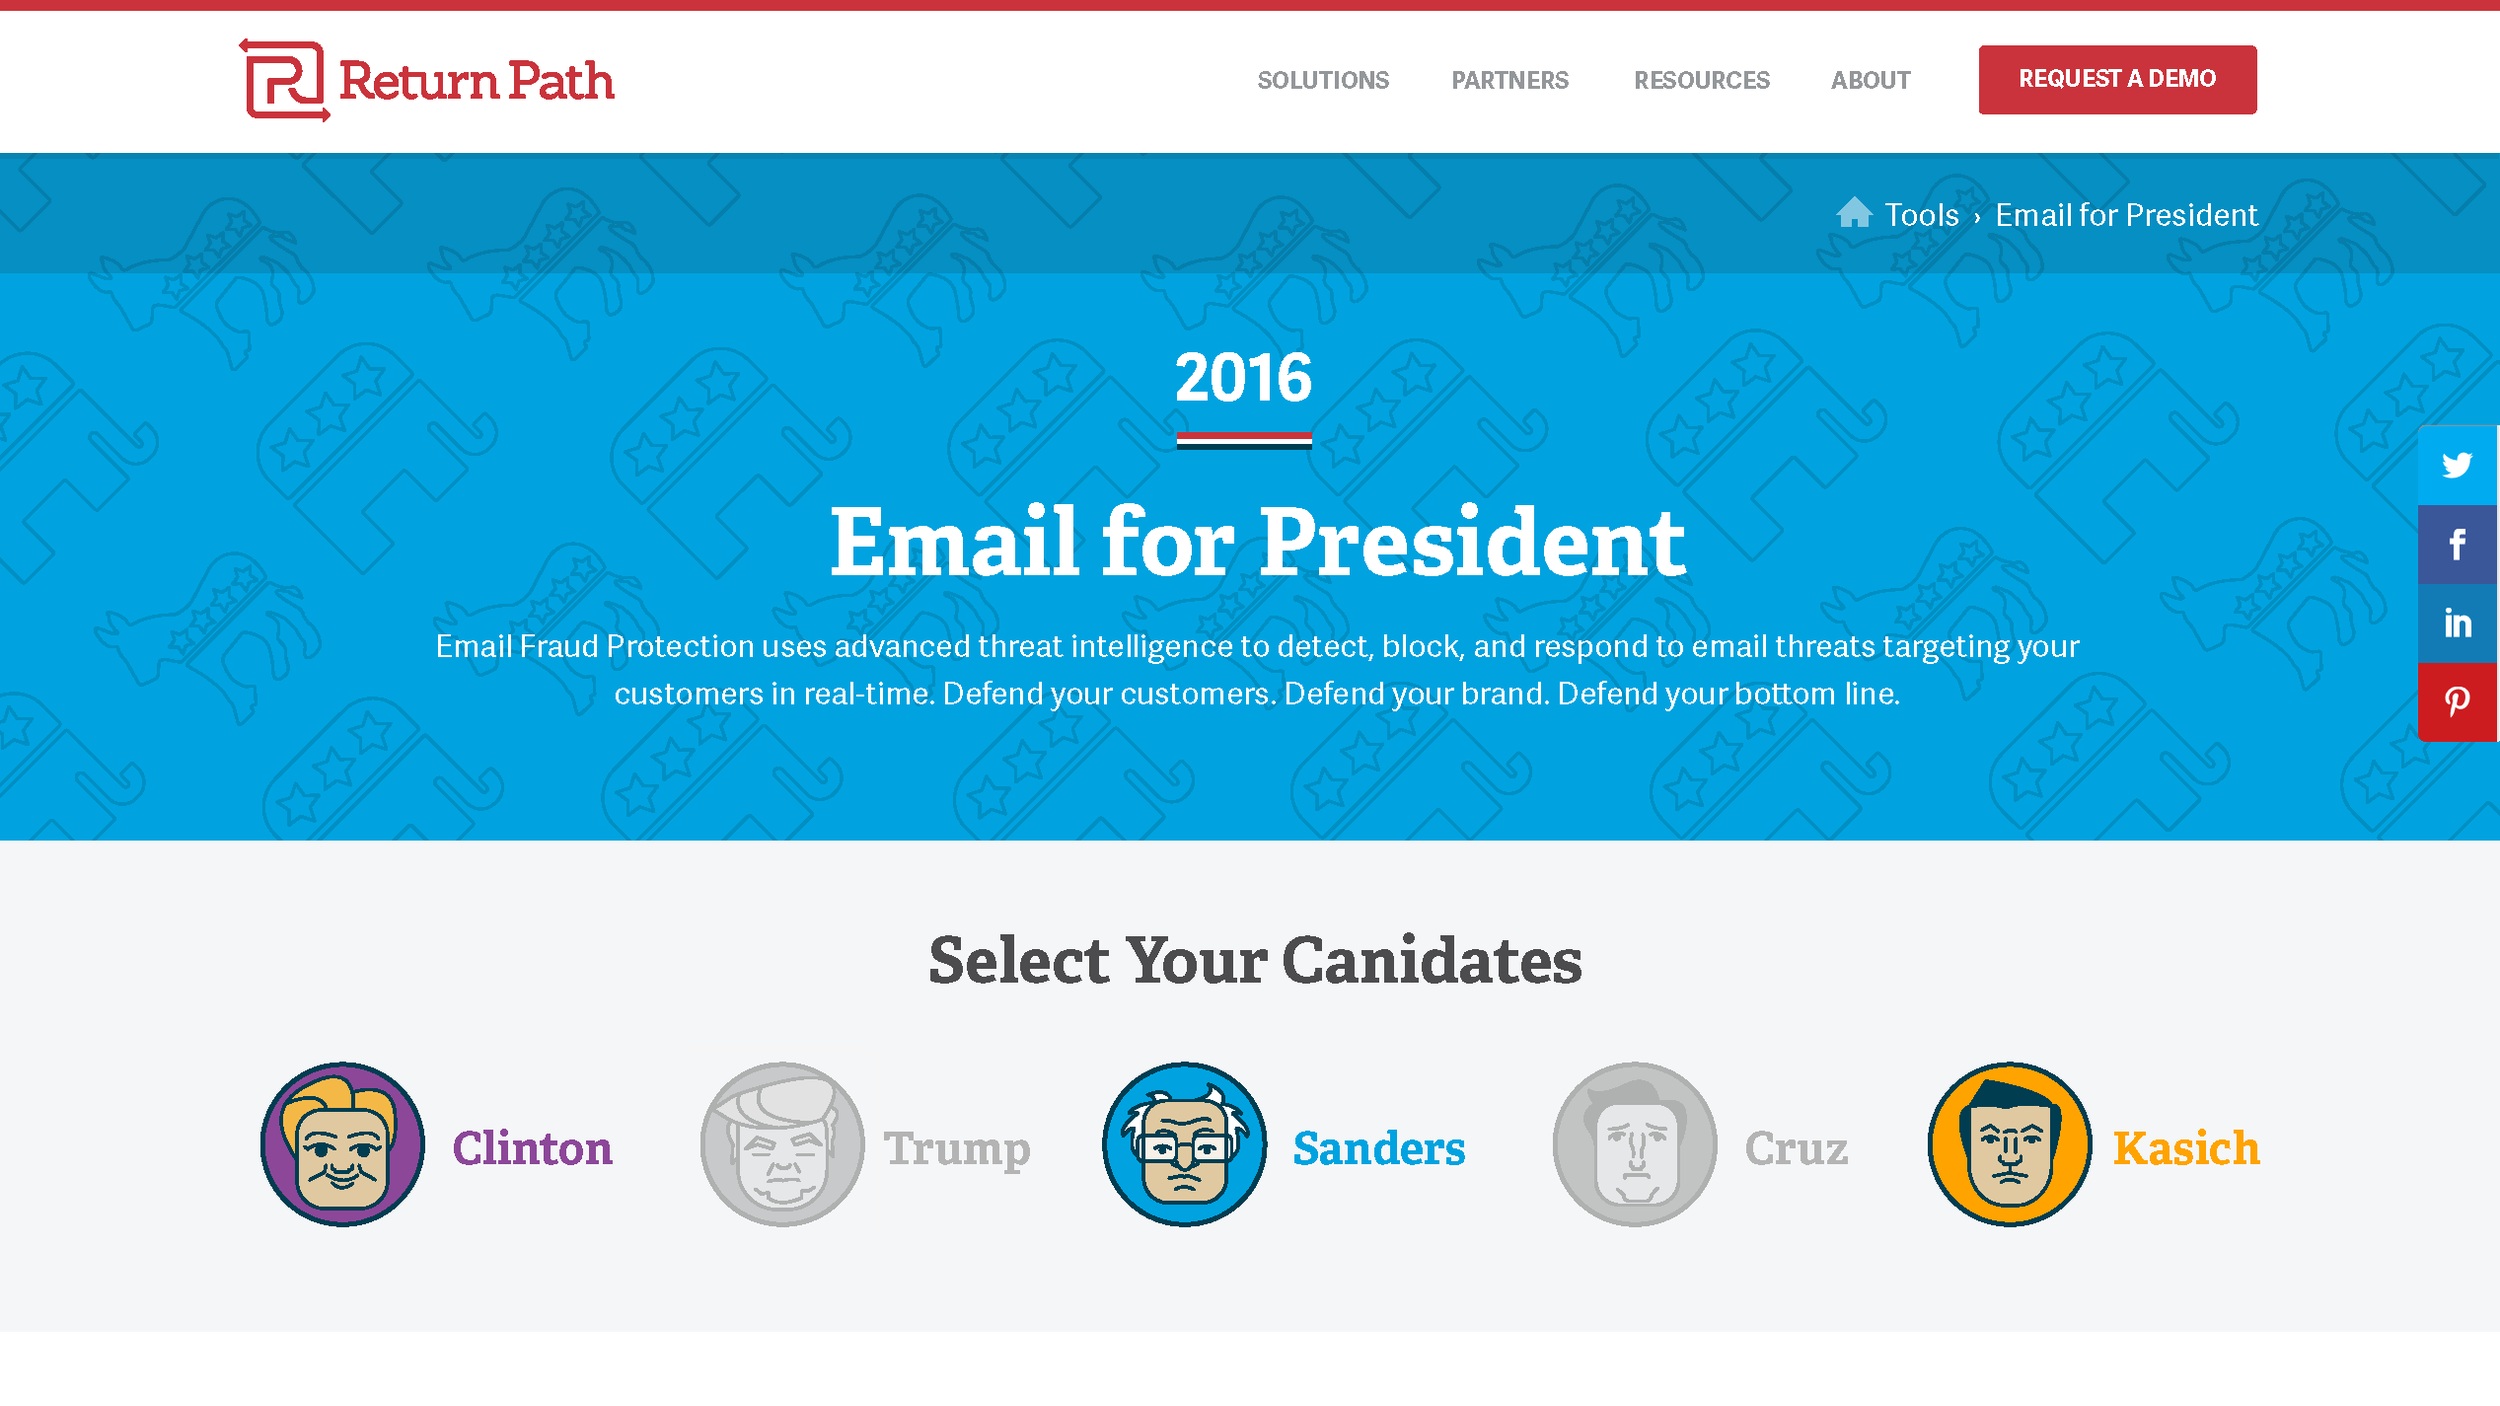 Return Path
SOLUTIONS PARTNERS RESOURCES ABOUT REQUEST A DEMO
Tools › Email for President
2016
Email for President
Email Fraud Protection uses advanced threat intelligence to detect, block, and respond to email threats targeting your
customers in real-time. Defend your customers. Defend your brand. Defend your bottom line.
Select Your Canidates
Clinton Trump Sanders Cruz Kasich